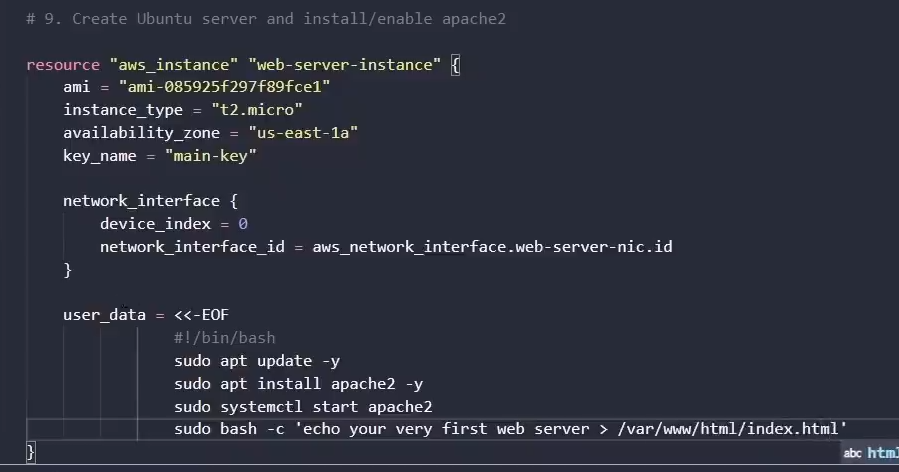 # 9. Create Ubuntu server and install/enable apache2
resource "aws_instance" "web-server-instance" {
ami = "ami-085925f297f89fce1"
instance_type = "t2.micro"
availability_zone = "us-east-1a"
key_name = "main-key"
network_interface {
device_index = 0
network_interface_id = aws_network_interface.web-server-nic.id
}
user_data = <<-EOF
#!/bin/bash
sudo apt update -y
sudo apt install apache2 -y
sudo systemctl start apache2
sudo bash -c 'echo your very first web server > /var/www/html/index.html'
}
abc html